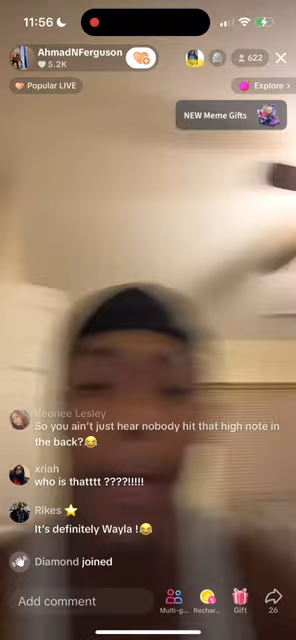 11:56
AhmadNFerguson
5.2K
622
Popular LIVE
Explore >
NEW Meme Gifts
Keonee Lesley
So you ain't just hear nobody hit that high note in
the back?😂
xriah
who is thatttt ????!!!!!
Rikes ⭐
It's definitely Wayla !😂
Diamond joined
Add comment
Multi-g...
Rechar...
Gift
26